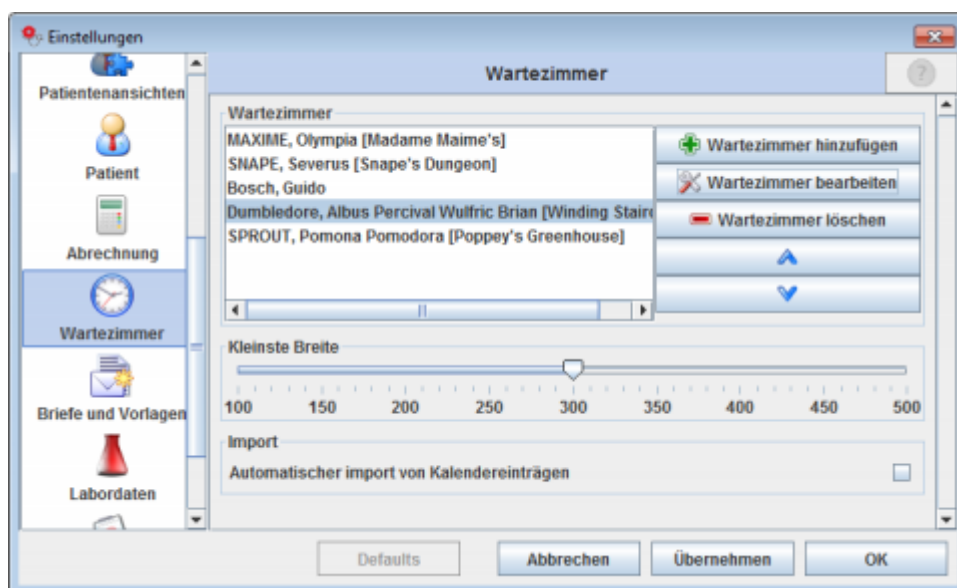 Einstellungen
Patientenansichten
Patient
Abrechnung
Wartezimmer
Briefe und Vorlagen
Labordaten
Wartezimmer
?
Wartezimmer
MAXIME, Olympia [Madame Maime's]
SNAPE, Severus [Snape's Dungeon]
Bosch, Guido
Dumbledore, Albus Percival Wulfric Brian [Winding Stair
SPROUT, Pomona Pomodora [Poppey's Greenhouse]
Wartezimmer hinzufügen
Wartezimmer bearbeiten
Wartezimmer löschen
Kleinste Breite
100 150 200 250 300 350 400 450 500
Import
Automatischer import von Kalendereinträgen
Defaults Abbrechen Übernehmen OK